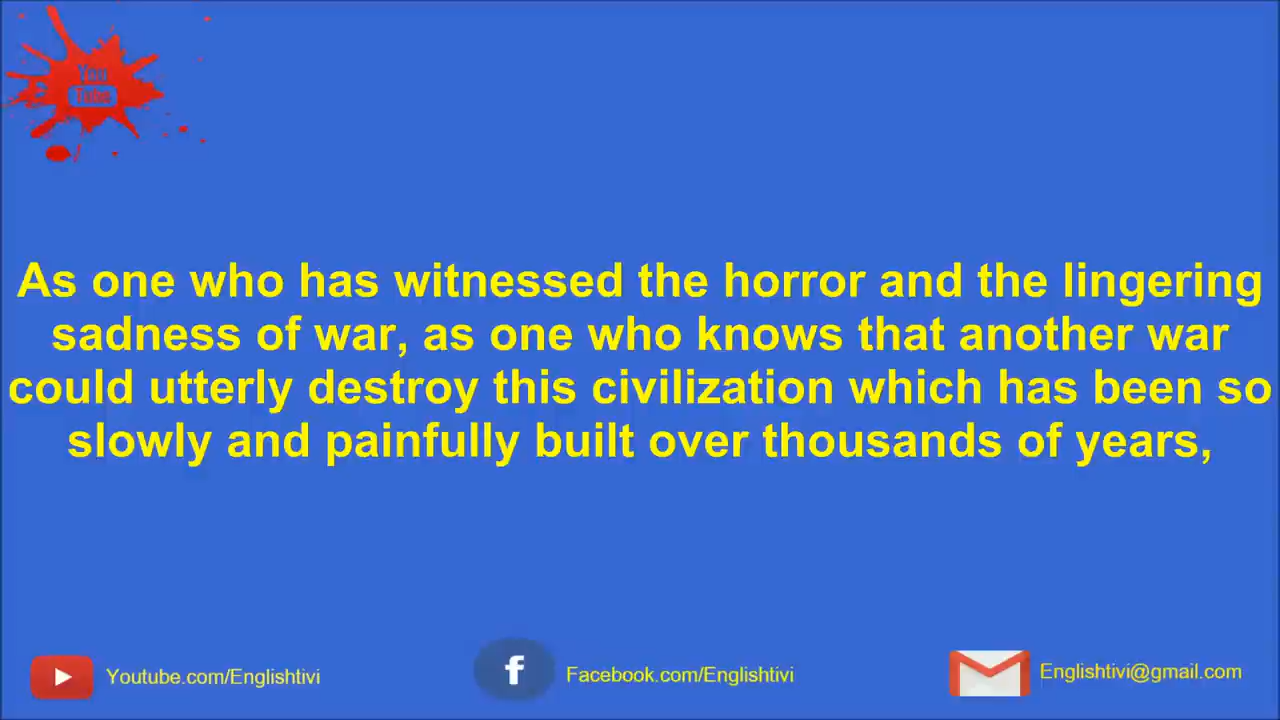 You
Tube
As one who has witnessed the horror and the lingering
sadness of war, as one who knows that another war
could utterly destroy this civilization which has been so
slowly and painfully built over thousands of years,
Youtube.com/Englishtivi
f
Facebook.com/Englishtivi
Englishtivi@gmail.com